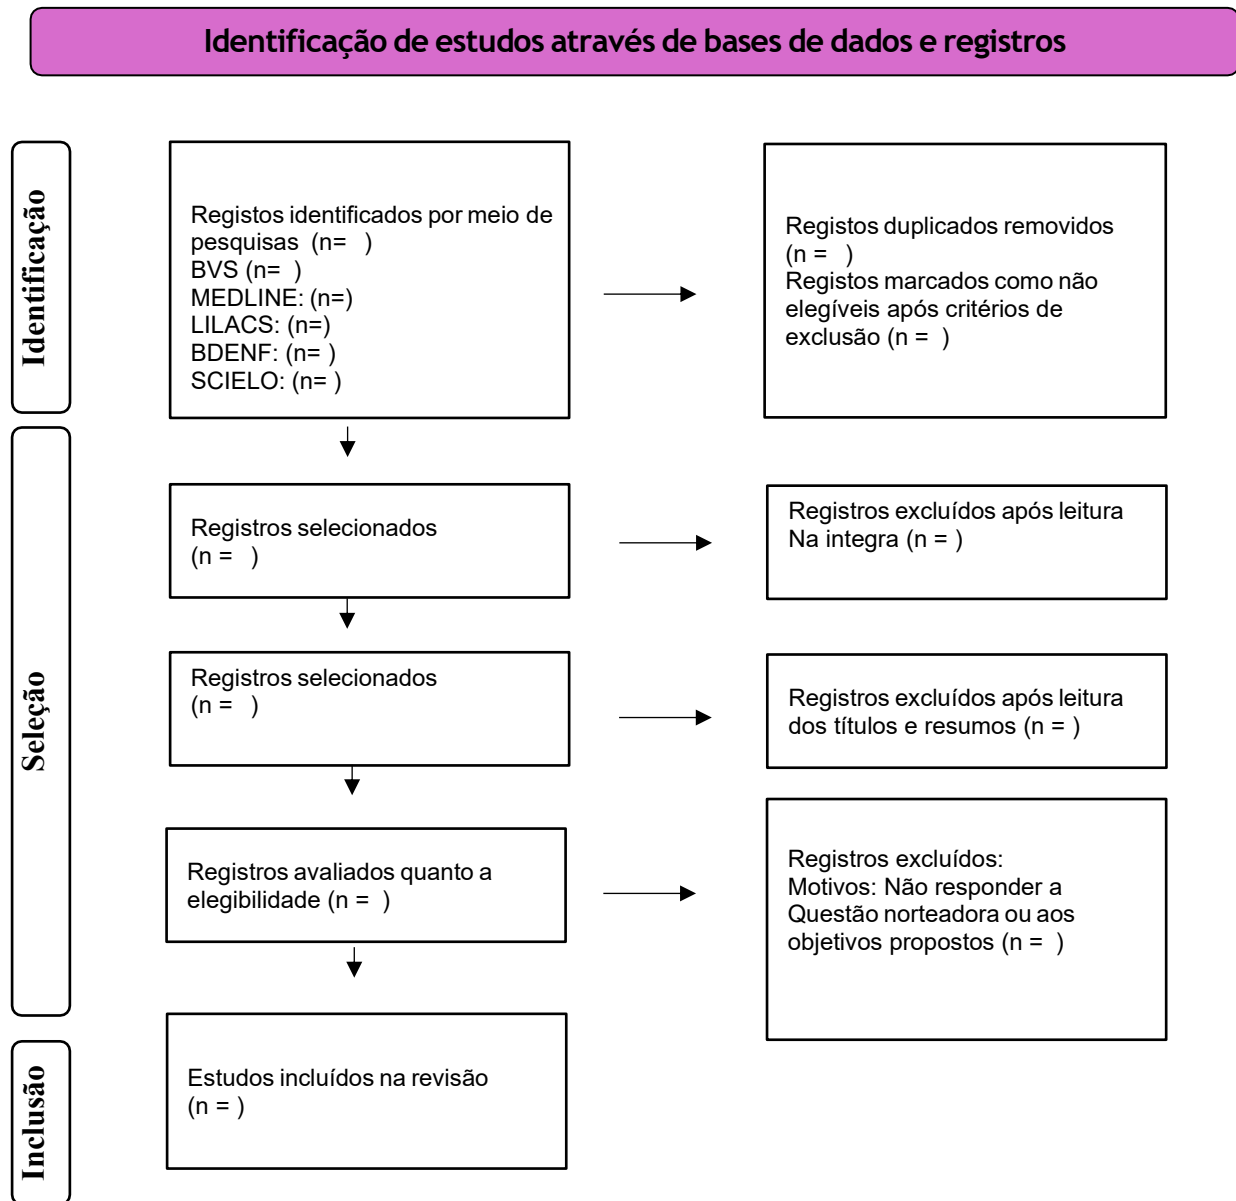 Identificação de estudos através de bases de dados e registros
Identificação
Registos identificados por meio de
pesquisas (n= )
BVS (n= )
MEDLINE: (n=)
LILACS: (n=)
BDENF: (n= )
SCIELO: (n= )
Registos duplicados removidos
(n = )
Registos marcados como não
elegíveis após critérios de
exclusão (n = )
Seleção
Registros selecionados
(n = )
Registros excluídos após leitura
Na integra (n = )
Registros selecionados
(n = )
Registros excluídos após leitura
dos títulos e resumos (n = )
Registros avaliados quanto a
elegibilidade (n = )
Registros excluídos:
Motivos: Não responder a
Questão norteadora ou aos
objetivos propostos (n = )
Inclusão
Estudos incluídos na revisão
(n = )